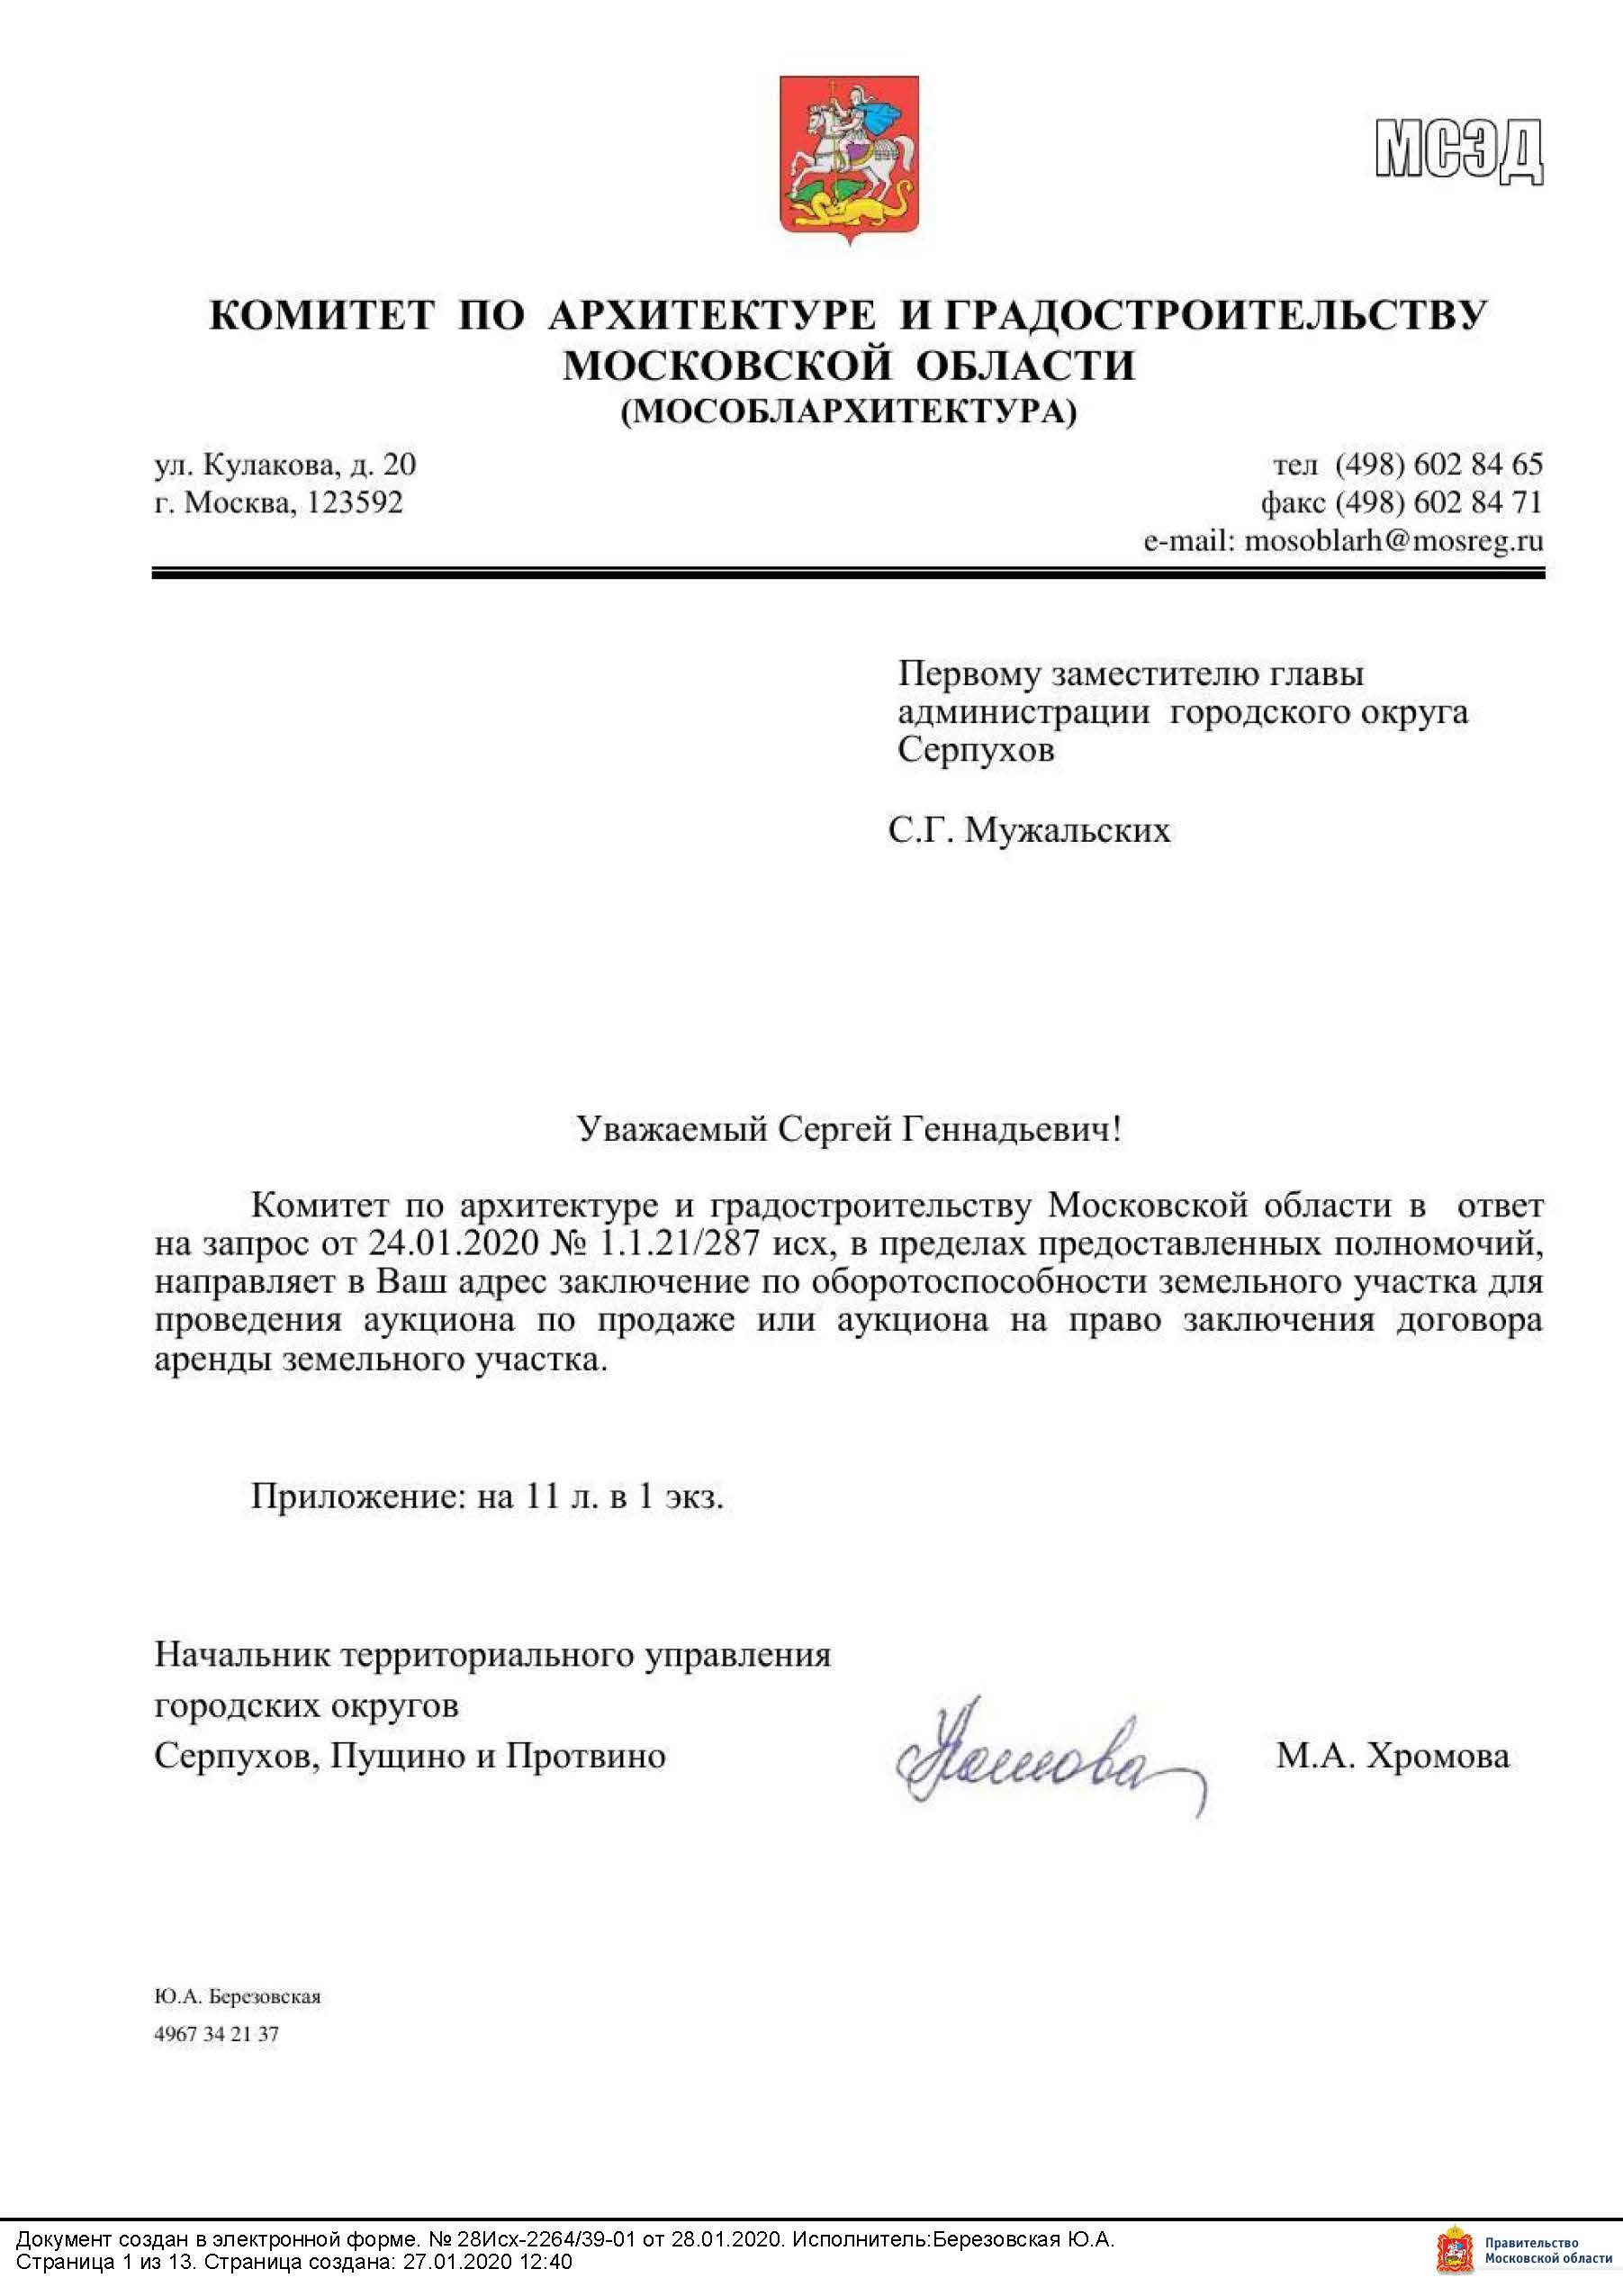 МСЭД
КОМИТЕТ ПО АРХИТЕКТУРЕ И ГРАДОСТРОИТЕЛЬСТВУ
МОСКОВСКОЙ ОБЛАСТИ
(МОСОБЛАРХИТЕКТУРА)
ул. Кулакова, д. 20
г. Москва, 123592
тел (498) 602 84 65
факс (498) 602 84 71
e-mail: mosoblarh@mosreg.ru
Первому заместителю главы
администрации городского округа
Серпухов
С.Г. Мужальских
Уважаемый Сергей Геннадьевич!
Комитет по архитектуре и градостроительству Московской области в ответ
на запрос от 24.01.2020 № 1.1.21/287 исх, в пределах предоставленных полномочий,
направляет в Ваш адрес заключение по оборотоспособности земельного участка для
проведения аукциона по продаже или аукциона на право заключения договора
аренды земельного участка.
Приложение: на 11 л. в 1 экз.
Начальник территориального управления
городских округов
Серпухов, Пущино и Протвино
М.А. Хромова
Ю.А. Березовская
4967 34 21 37
Документ создан в электронной форме. № 28Исх-2264/39-01 от 28.01.2020. Исполнитель:Березовская Ю.А.
Страница 1 из 13. Страница создана: 27.01.2020 12:40
Правительство
Московской области